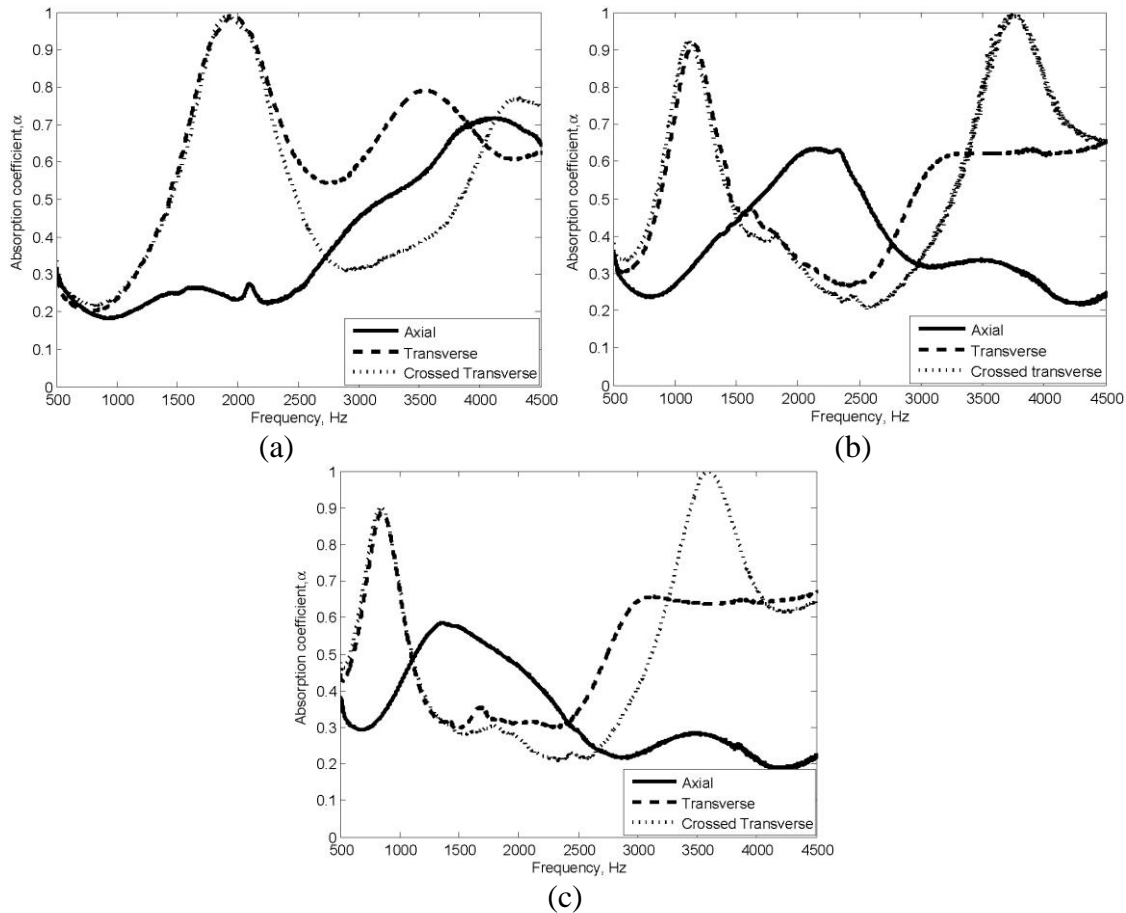 1
0.9
0.8
0.7
0.6
0.5
0.4
0.3
0.2
0.1
0
Absorption coefficient,α
500 1000 1500 2000 2500 3000 3500 4000 4500
Frequency, Hz
Axial
Transverse
Crossed Transverse
(a)
1
0.9
0.8
0.7
0.6
0.5
0.4
0.3
0.2
0.1
0
Absorption coefficient,α
500 1000 1500 2000 2500 3000 3500 4000 4500
Frequency, Hz
Axial
Transverse
Crossed transverse
(b)
1
0.9
0.8
0.7
0.6
0.5
0.4
0.3
0.2
0.1
0
Absorption coefficient,α
500 1000 1500 2000 2500 3000 3500 4000 4500
Frequency, Hz
Axial
Transverse
Crossed Transverse
(c)